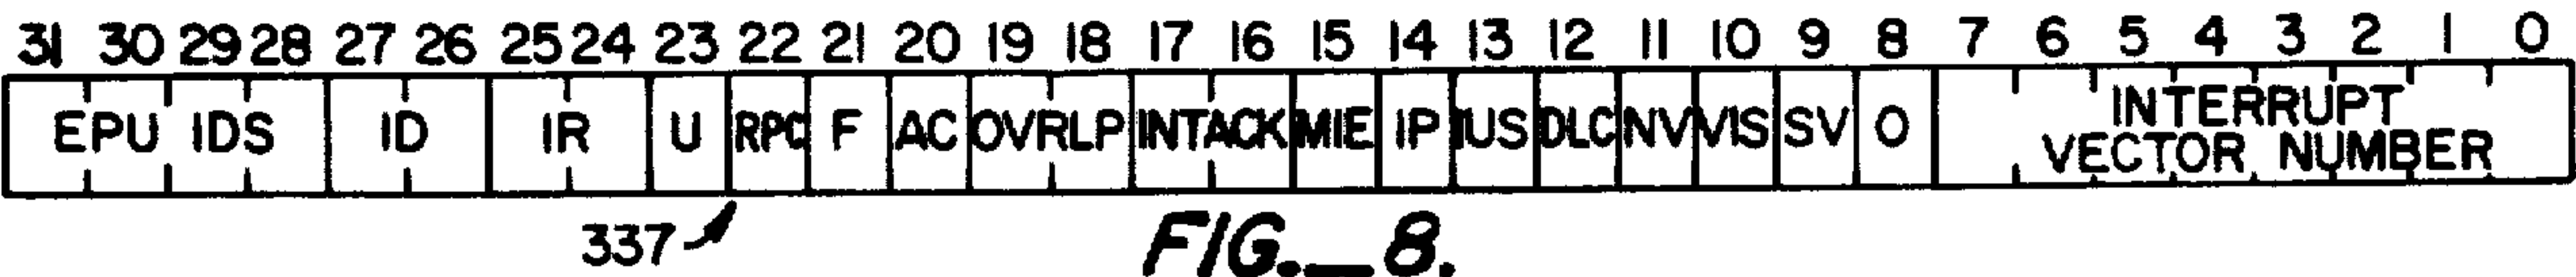 31 30 29 28 27 26 25 24 23 22 21 20 19 18 17 16 15 14 13 12 11 10 9 8 7 6 5 4 3 2 1 0
EPU IDS ID IR U RPC F AC OVRLP INTACK MIE IP IUS DLC NV VIS SV 0 INTERRUPT
VECTOR NUMBER
337
FIG._8.